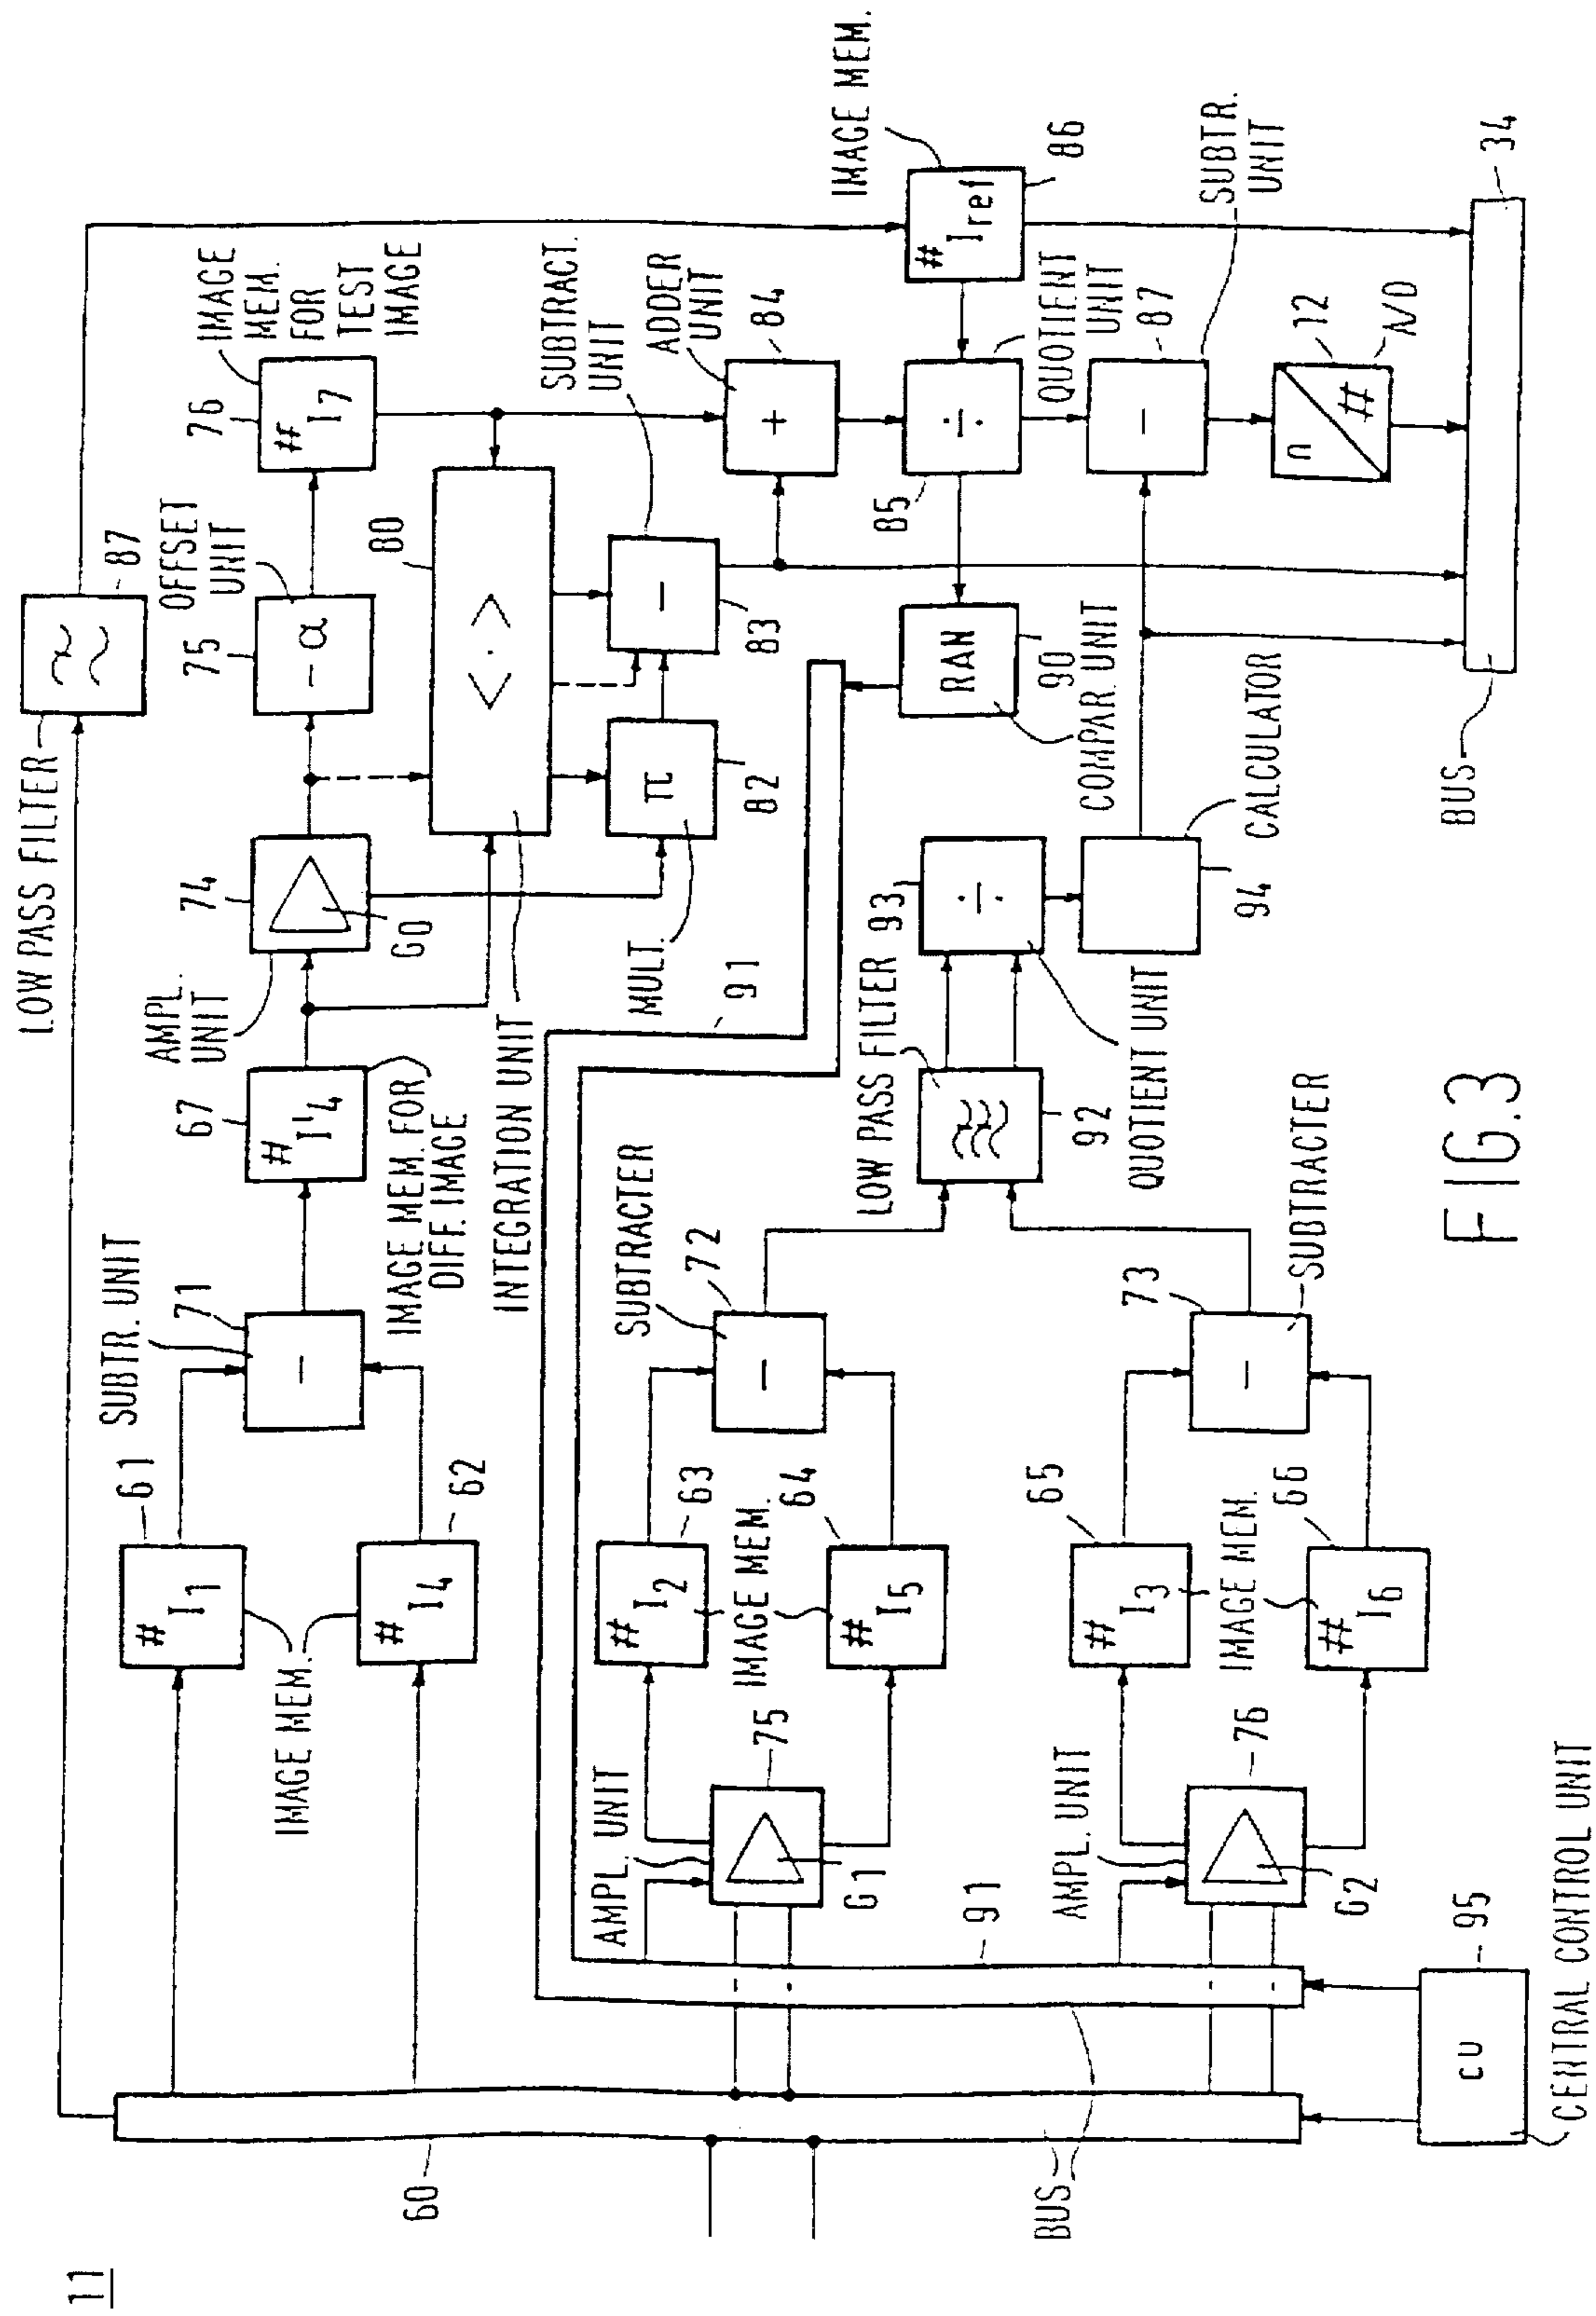 11
60
LOW PASS FILTER
87
61
# I1
IMAGE MEM.
# I4
62
SUBTR. UNIT
71
−
67
# I'4
IMAGE MEM. FOR
DIFF. IMAGE
AMPL.
UNIT
74
G0
OFFSET
UNIT
75
-α
76
# I7
IMAGE
MEM.
FOR
TEST
IMAGE
INTEGRATION UNIT
80
< · >
MULT.
π
82
SUBTRACT.
UNIT
−
83
ADDER
UNIT
84
+
IMAGE MEM.
# Iref
86
85
÷
QUOTIENT
UNIT
RAN
90
COMPAR. UNIT
91
87
−
SUBTR.
UNIT
12
n
#
A/D
34
BUS
AMPL. UNIT
75
G1
# I2
63
IMAGE MEM.
64
# I5
SUBTRACTER
72
−
AMPL. UNIT
76
G2
65
# I3
IMAGE MEM.
66
# I6
73
−
SUBTRACTER
LOW PASS FILTER
92
93
÷
QUOTIENT UNIT
94
CALCULATOR
91
BUS
CU
95
CENTRAL CONTROL UNIT
FIG.3